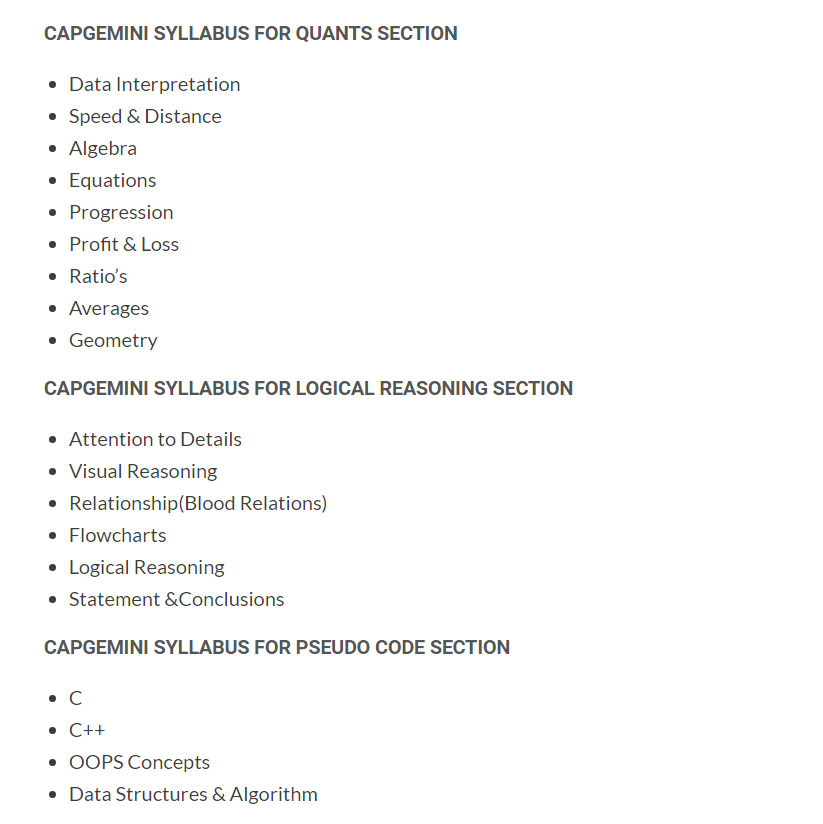 CAPGEMINI SYLLABUS FOR QUANTS SECTION
• Data Interpretation
• Speed & Distance
• Algebra
• Equations
• Progression
• Profit & Loss
• Ratio’s
• Averages
• Geometry
CAPGEMINI SYLLABUS FOR LOGICAL REASONING SECTION
• Attention to Details
• Visual Reasoning
• Relationship(Blood Relations)
• Flowcharts
• Logical Reasoning
• Statement &Conclusions
CAPGEMINI SYLLABUS FOR PSEUDO CODE SECTION
• C
• C++
• OOPS Concepts
• Data Structures & Algorithm